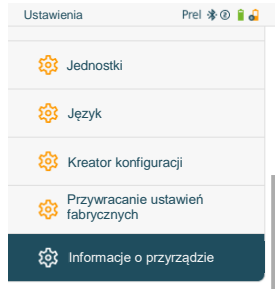 Ustawienia Prel
Jednostki
Język
Kreator konfiguracji
Przywracanie ustawień
fabrycznych
Informacje o przyrządzie